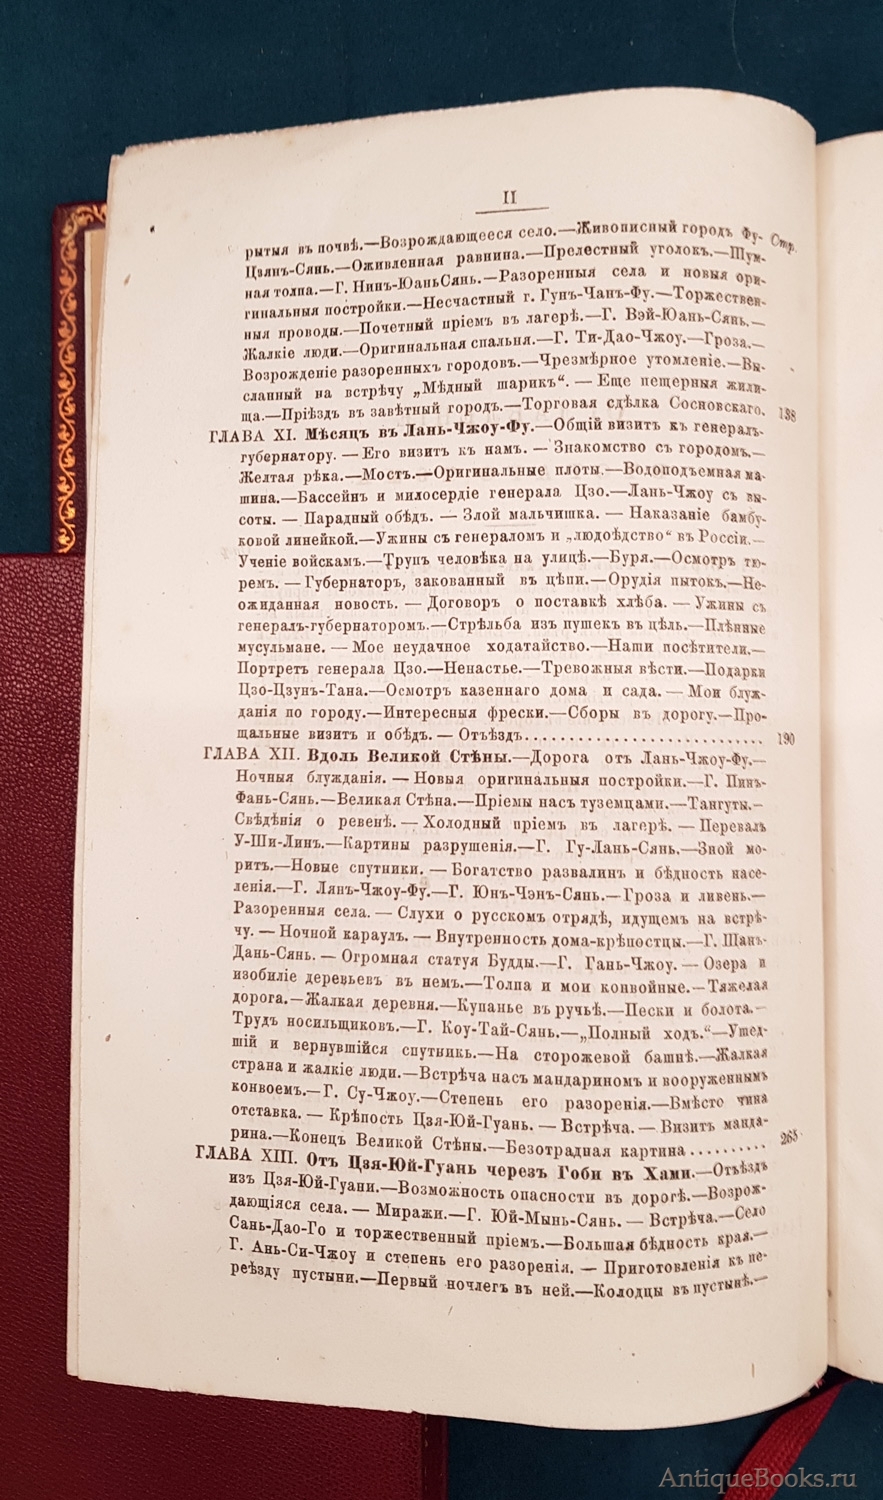 II
Стр.
рытыя въ почвѣ.—Возрождающееся село.—Живописный городъ Фу-
Цзянъ-Сянь.—Оживленная равнина.—Прелестный уголокъ.—Шум-
ная толпа.—Г. Нинъ-ЮаньСянь.—Разоренныя села и новыя ори-
гинальныя постройки.—Несчастный г. Гунъ-Чанъ-Фу.—Торжествен-
ныя проводы.—Почетный пріемъ въ лагерѣ.—Г. Вэй-Юань-Сянь.—
Жалкіе люди.—Оригинальная спальня.—Г. Ти-Дао-Чжоу.—Гроза.—
Возрожденіе разоренныхъ городовъ.—Чрезмѣрное утомленіе.—Вы-
сланный на встрѣчу „Мѣдный шарикъ“. — Еще пещерныя жили-
ща.—Пріѣздъ въ завѣтный городъ.—Торговая сдѣлка Сосновскаго. 138
ГЛАВА XI. Мѣсяцъ въ Лань-Чжоу-Фу.—Общій визитъ къ генералъ-
губернатору. — Его визитъ къ намъ. — Знакомство съ городомъ.—
Желтая рѣка.—Мостъ.—Оригинальные плоты.—Водоподъемная ма-
шина.—Бассейнъ и милосердіе генерала Цзо.—Лань-Чжоу съ вы-
соты. — Парадный обѣдъ. — Злой мальчишка. — Наказаніе бамбу-
ковой линейкой.—Ужины съ генераломъ и „людоѣдство“ въ Россіи.—
Ученіе войскамъ.—Трупъ человѣка на улицѣ.—Буря.—Осмотръ тю-
ремъ. — Губернаторъ, закованный въ цѣпи.—Орудія пытокъ.—Не-
ожиданная новость. — Договоръ о поставкѣ хлѣба. — Ужины съ
генералъ-губернаторомъ.—Стрѣльба изъ пушекъ въ цѣль.—Плѣнные
мусульмане. — Мое неудачное ходатайство.—Наши посѣтители.—
Портретъ генерала Цзо.—Ненастье.—Тревожныя вѣсти.—Подарки
Цзо-Цзунъ-Тана.—Осмотръ казеннаго дома и сада. — Мои блуж-
данія по городу.—Интересныя фрески.—Сборы въ дорогу.—Про-
щальные визитъ и обѣдъ. — Отъѣздъ.......................... 190
ГЛАВА XII. Вдоль Великой Стѣны.—Дорога отъ Лань-Чжоу-Фу.—
Ночныя блужданія. — Новыя оригинальныя постройки.—Г. Пинъ-
Фань-Сянь.—Великая Стѣна.—Пріемы насъ туземцами.—Тангуты.—
Свѣдѣнія о ревенѣ. — Холодный пріемъ въ лагерѣ. — Перевалъ
У-Ши-Линъ.—Картины разрушенія.—Г. Гу-Лань-Сянь.—Зной мо-
ритъ.—Новые спутники. — Богатство развалинъ и бѣдность насе-
ленія.—Г. Лянъ-Чжоу-Фу.—Г. Юнъ-Чэнъ-Сянь.—Гроза и ливень.—
Разоренныя села. — Слухи о русскомъ отрядѣ, идущемъ на встрѣ-
чу. — Ночной караулъ. — Внутренность дома-крѣпостцы.—Г. Шанъ-
Дань-Сянь. — Огромная статуя Будды.—Г. Гань-Чжоу. — Озера и
изобиліе деревьевъ въ немъ.—Толпа и мои конвойные.—Тяжелая
дорога.—Жалкая деревня.—Купанье въ ручьѣ.—Пески и болота.—
Трудъ носильщиковъ.—Г. Коу-Тай-Сянь.—„Полный ходъ.“—Ушед-
шій и вернувшійся спутникъ.—На сторожевой башнѣ.—Жалкая
страна и жалкіе люди.—Встрѣча насъ мандариномъ и вооруженнымъ
конвоемъ.—Г. Су-Чжоу.—Степень его разоренія.—Вмѣсто чина
отставка. — Крѣпость Цзя-Юй-Гуань. — Встрѣча. — Визитъ манда-
рина.—Конецъ Великой Стѣны.—Безотрадная картина.......... 265
ГЛАВА XIII. Отъ Цзя-Юй-Гуань черезъ Гоби въ Хами.—Отъѣздъ
изъ Цзя-Юй-Гуани.—Возможность опасности въ дорогѣ.—Возрож-
дающіяся села. — Миражи.—Г. Юй-Мынь-Сянь. — Встрѣча.—Село
Сань-Дао-Го и торжественный пріемъ.—Большая бѣдность края.—
Г. Ань-Си-Чжоу и степень его разоренія. — Приготовленія къ пе-
реѣзду пустыни.—Первый ночлегъ въ ней.—Колодцы въ пустынѣ.—
AntiqueBooks.ru